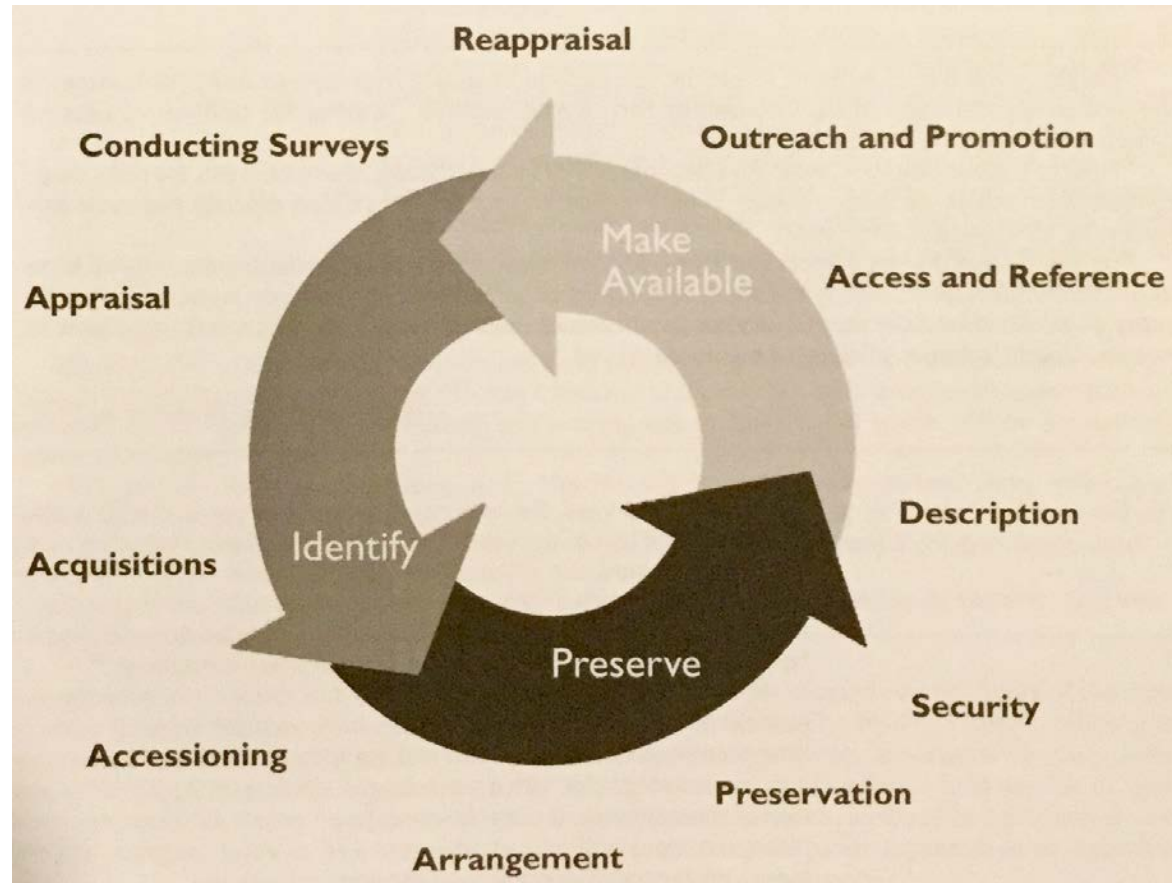 Reappraisal
Conducting Surveys
Outreach and Promotion
Make
Available
Access and Reference
Appraisal
Description
Identify
Acquisitions
Preserve
Security
Accessioning
Preservation
Arrangement